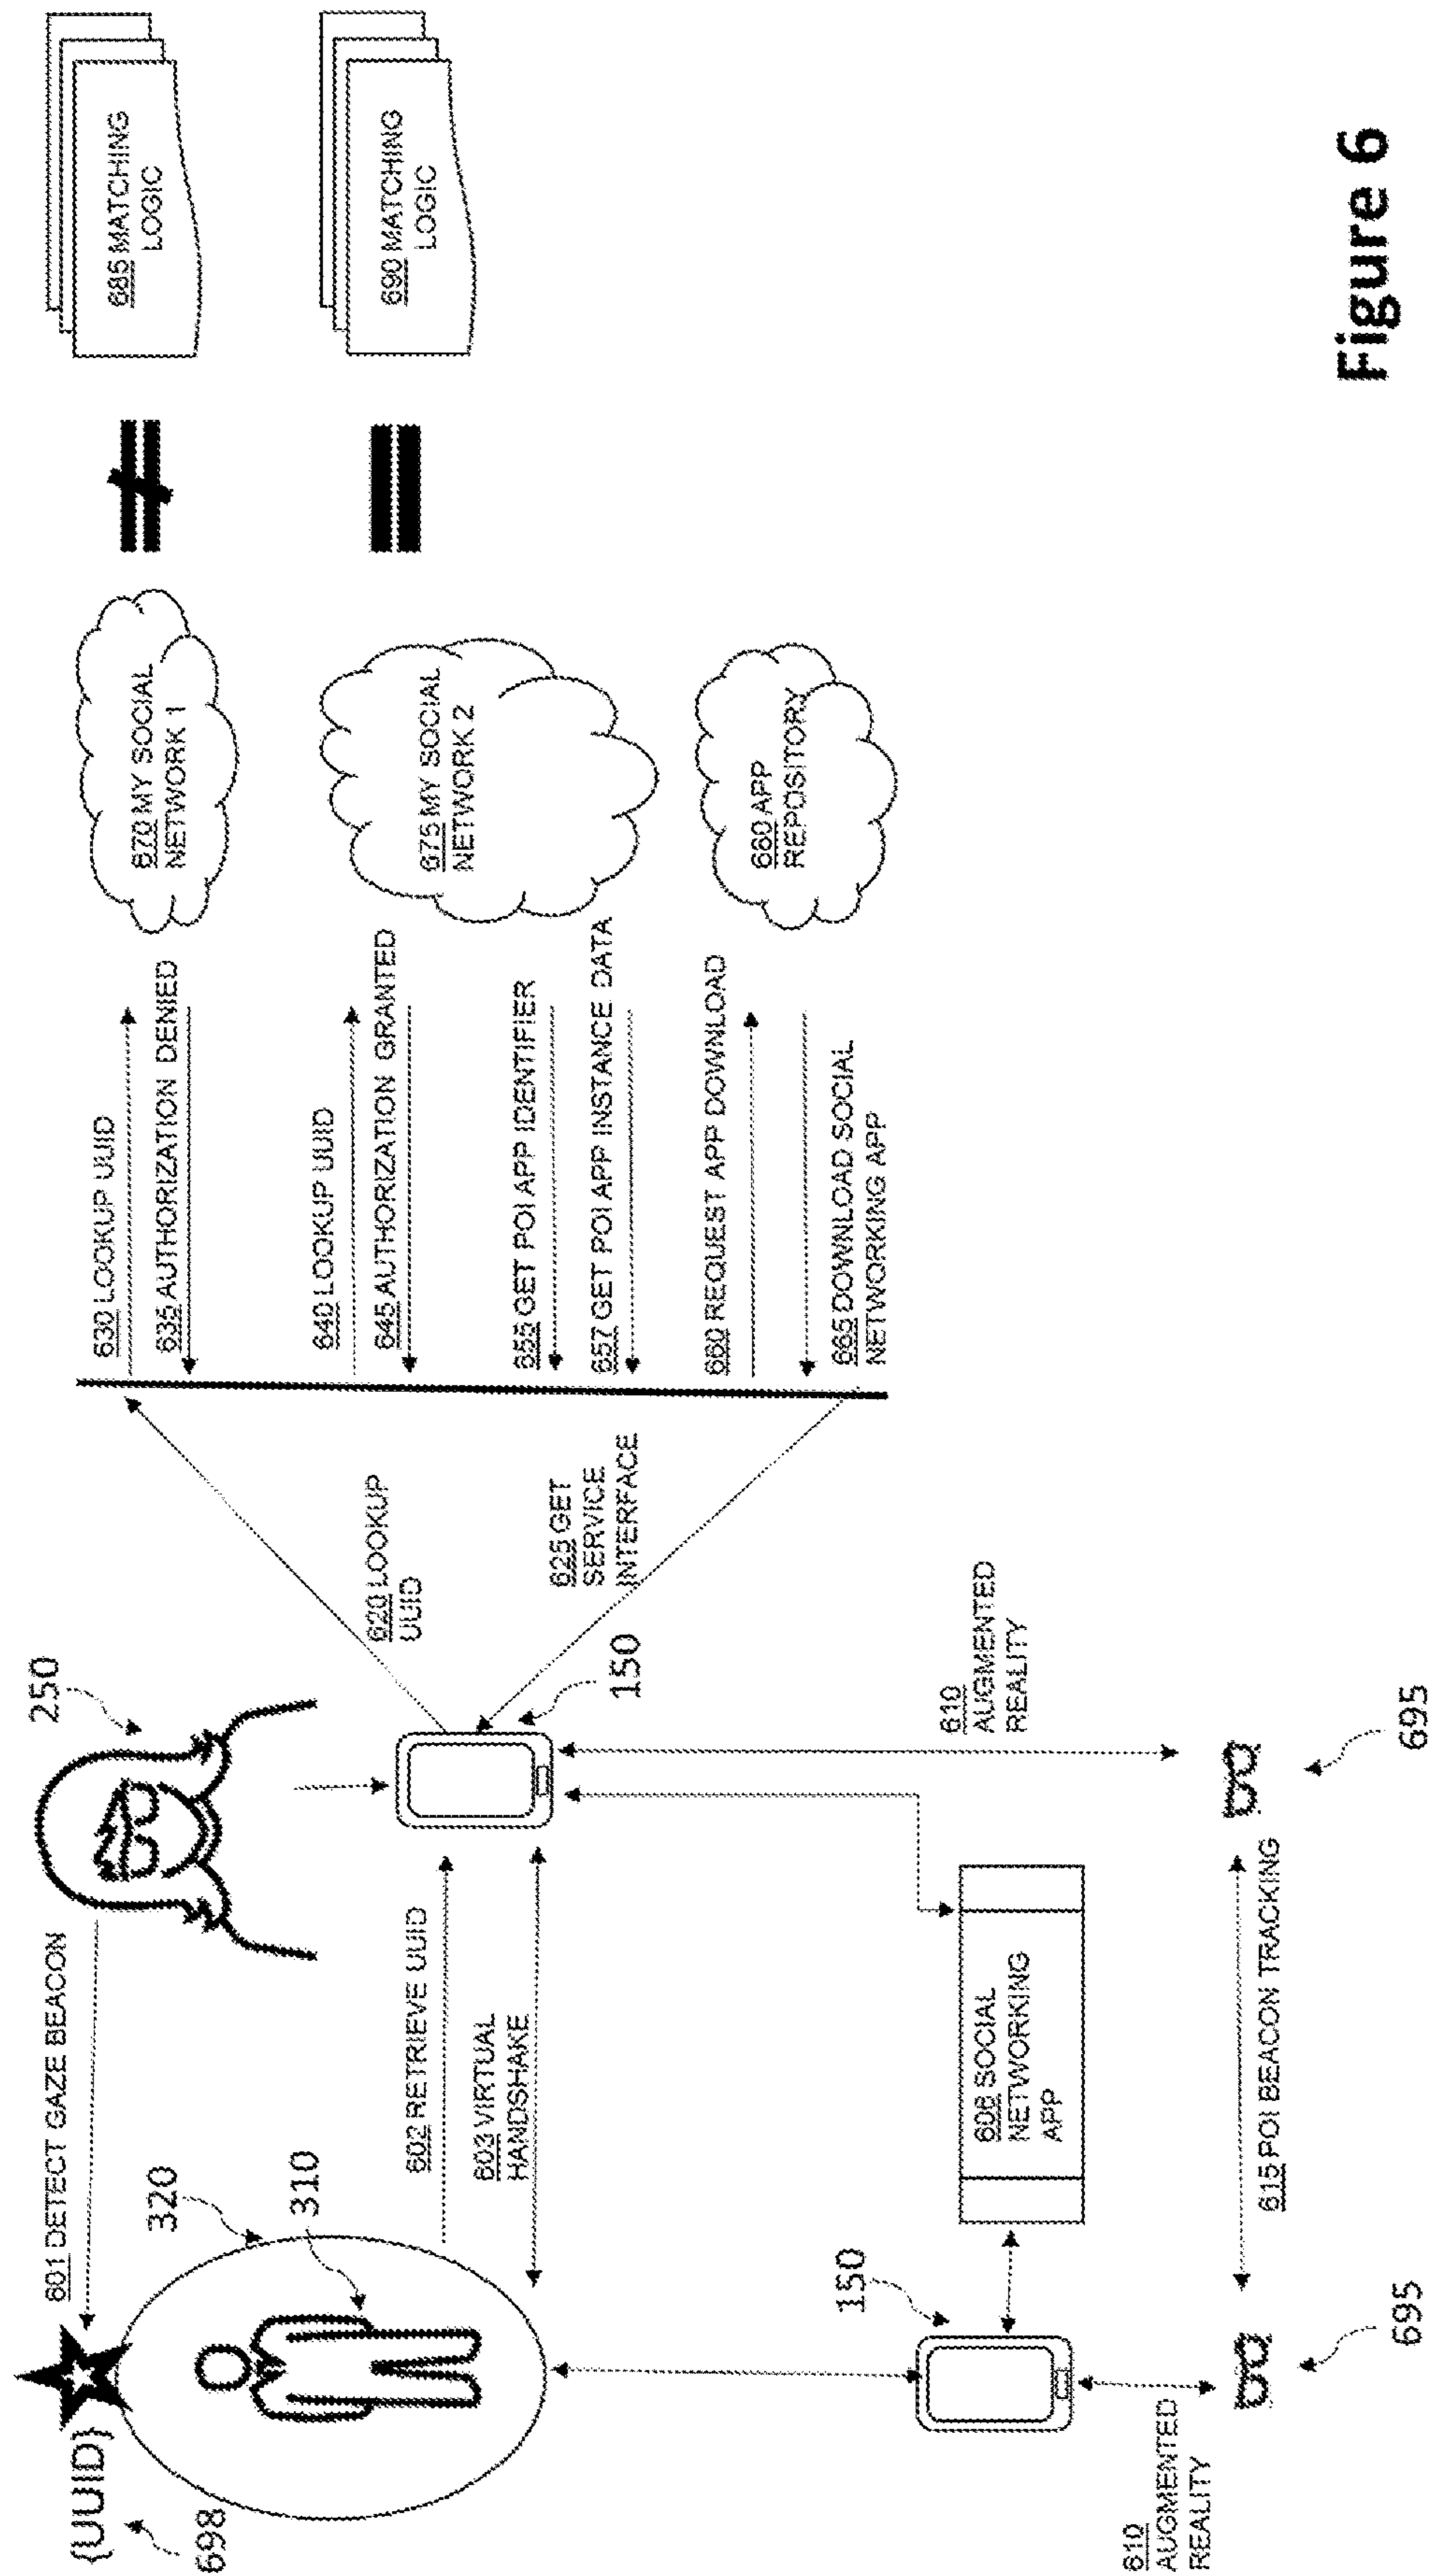 {UUID}
698
601 DETECT GAZE BEACON
250
320
310
602 RETRIEVE UUID
603 VIRTUAL
HANDSHAKE
150
620 LOOKUP
UUID
625 GET
SERVICE
INTERFACE
630 LOOKUP UUID
635 AUTHORIZATION DENIED
640 LOOKUP UUID
645 AUTHORIZATION GRANTED
655 GET POI APP IDENTIFIER
657 GET POI APP INSTANCE DATA
660 REQUEST APP DOWNLOAD
665 DOWNLOAD SOCIAL
NETWORKING APP
670 MY SOCIAL
NETWORK 1
675 MY SOCIAL
NETWORK 2
680 APP
REPOSITORY
685 MATCHING
LOGIC
690 MATCHING
LOGIC
150
608 SOCIAL
NETWORKING
APP
610
AUGMENTED
REALITY
610
AUGMENTED
REALITY
615 POI BEACON TRACKING
695
695
Figure 6